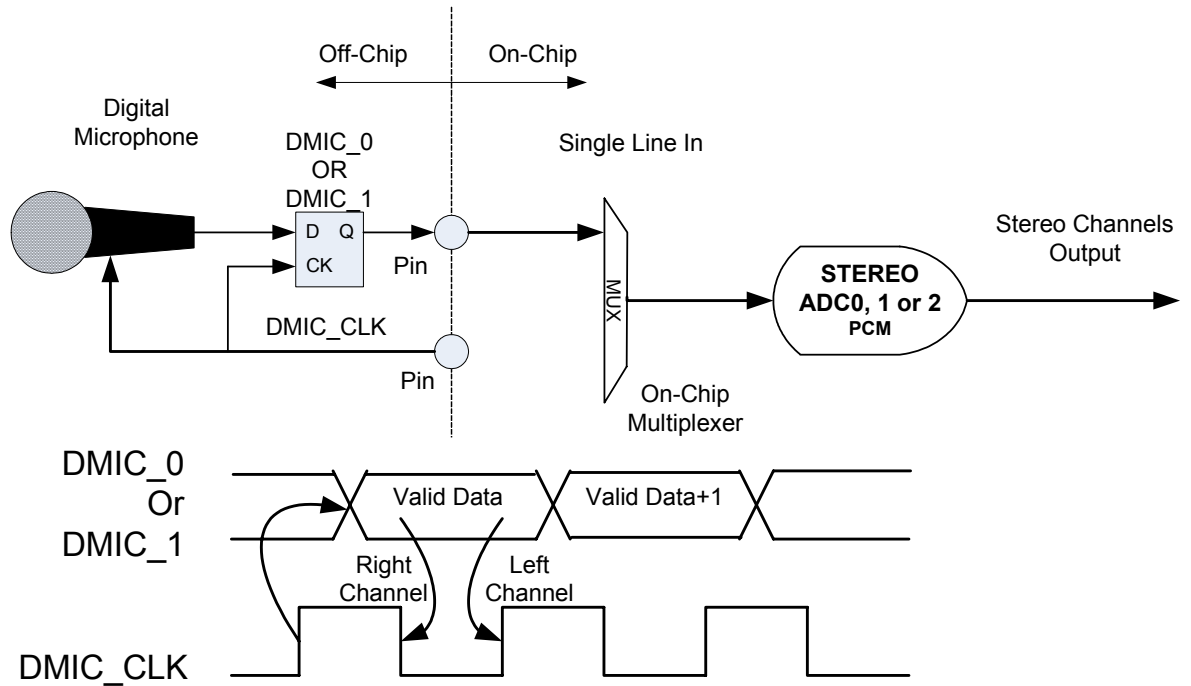 Off-Chip
On-Chip
Digital
Microphone
DMIC_0
OR
DMIC_1
Single Line In
D Q
CK
Pin
DMIC_CLK
Pin
MUX
On-Chip
Multiplexer
STEREO
ADC0, 1 or 2
PCM
Stereo Channels
Output
DMIC_0
Or
DMIC_1
Valid Data
Valid Data+1
Right
Channel
Left
Channel
DMIC_CLK